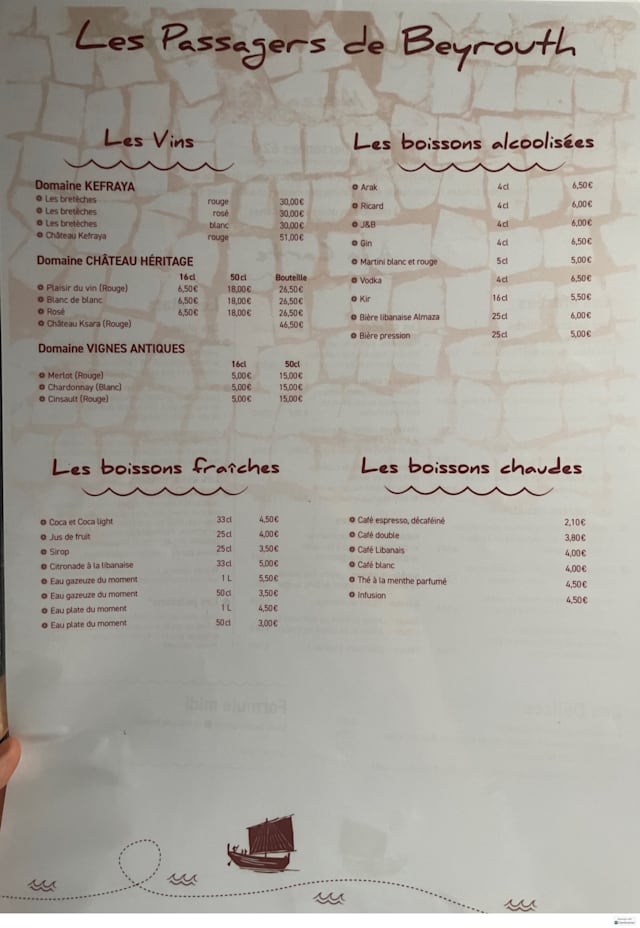 Les Passagers de Beyrouth
Les Vins
Domaine KEFRAYA
Les bretèches rouge 30,00€
Les bretèches rosé 30,00€
Les bretèches blanc 30,00€
Château Kefraya rouge 51,00€
Domaine CHÂTEAU HÉRITAGE
16cl 50cl Bouteille
Plaisir du vin (Rouge) 6,50€ 18,00€ 26,50€
Blanc de blanc 6,50€ 18,00€ 26,50€
Rosé 6,50€ 18,00€ 26,50€
Château Ksara (Rouge) 46,50€
Domaine VIGNES ANTIQUES
16cl 50cl
Merlot (Rouge) 5,00€ 15,00€
Chardonnay (Blanc) 5,00€ 15,00€
Cinsault (Rouge) 5,00€ 15,00€
Les boissons alcoolisées
Arak 4cl 6,50€
Ricard 4cl 6,00€
J&B 4cl 6,00€
Gin 4cl 6,50€
Martini blanc et rouge 5cl 5,00€
Vodka 4cl 6,50€
Kir 16cl 5,50€
Bière libanaise Almaza 25cl 6,00€
Bière pression 25cl 5,00€
Les boissons fraîches
Coca et Coca light 33cl 4,50€
Jus de fruit 25cl 4,00€
Sirop 25cl 3,50€
Citronade à la libanaise 33cl 5,00€
Eau gazeuze du moment 1 L 5,50€
Eau gazeuze du moment 50cl 3,50€
Eau plate du moment 1 L 4,50€
Eau plate du moment 50cl 3,00€
Les boissons chaudes
Café espresso, décaféiné 2,10€
Café double 3,80€
Café Libanais 4,00€
Café blanc 4,00€
Thé à la menthe parfumé 4,50€
Infusion 4,50€
Formule midi